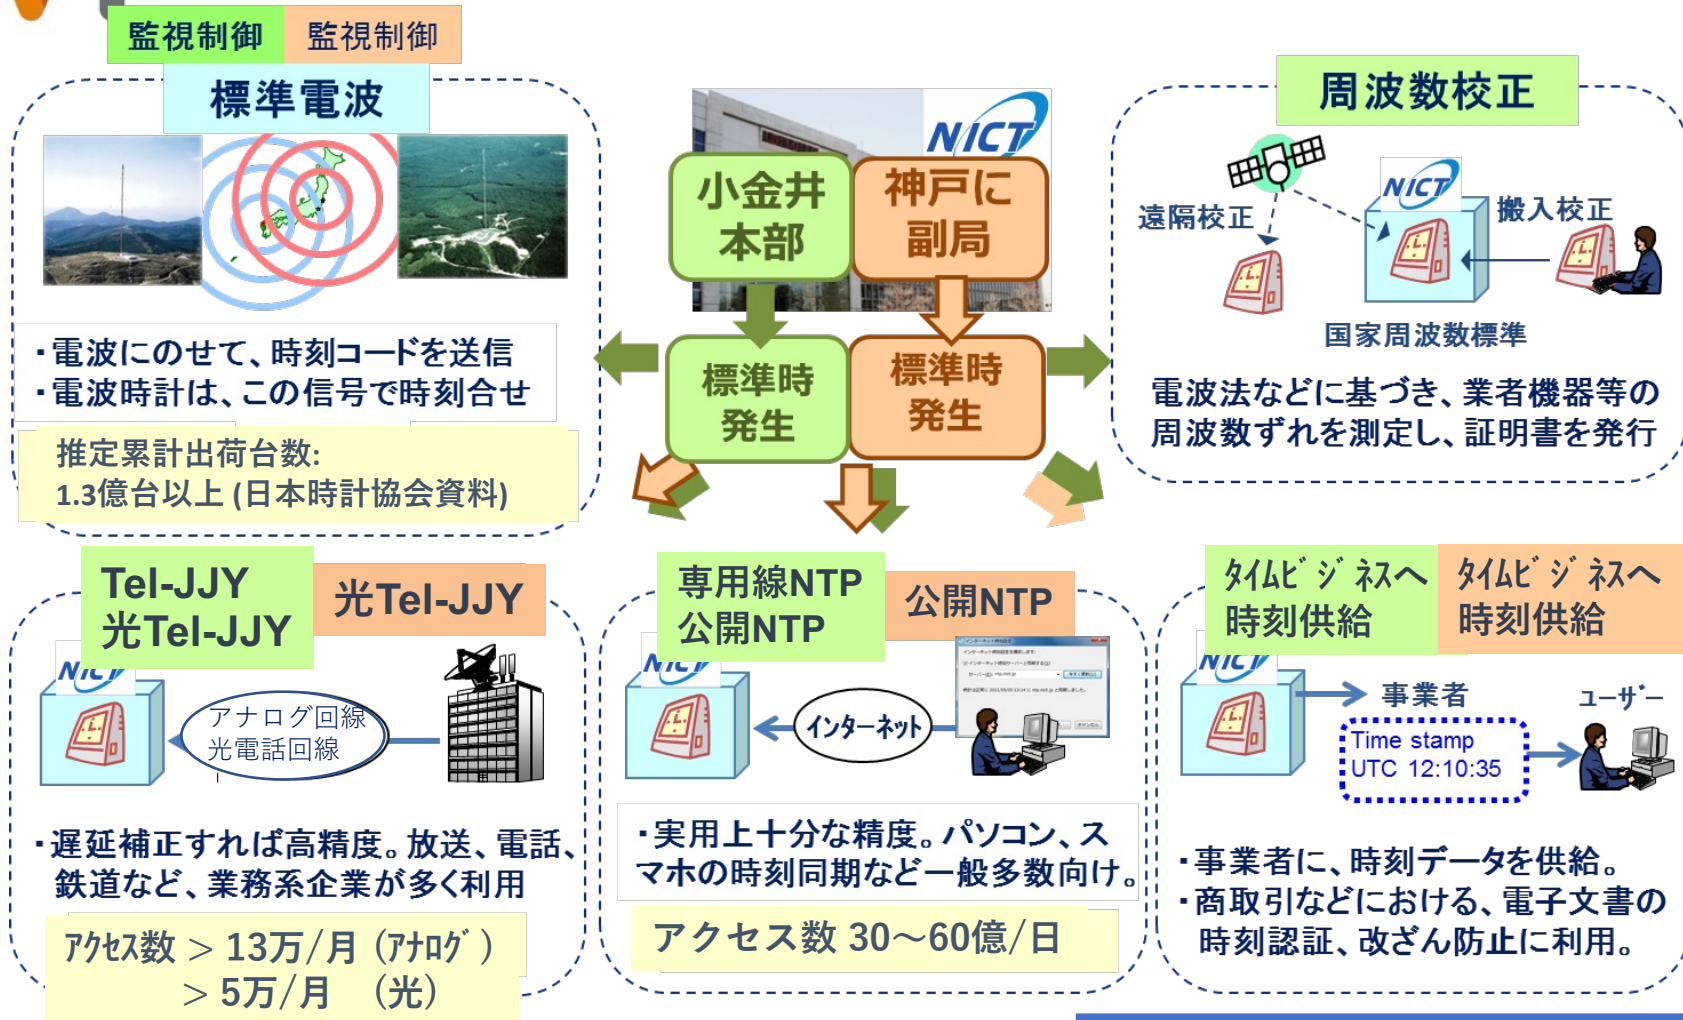 監視制御
監視制御
標準電波
・電波にのせて、時刻コードを送信
・電波時計は、この信号で時刻合せ
推定累計出荷台数:
1.3億台以上 (日本時計協会資料)
NICT
小金井
本部
神戸に
副局
標準時
発生
標準時
発生
周波数校正
NICT
遠隔校正
搬入校正
国家周波数標準
電波法などに基づき、業者機器等の
周波数ずれを測定し、証明書を発行
Tel-JJY
光Tel-JJY
光Tel-JJY
NICT
アナログ回線
光電話回線
・遅延補正すれば高精度。放送、電話、
鉄道など、業務系企業が多く利用
ｱｸｾｽ数 > 13万/月 (ｱﾅﾛｸﾞ)
> 5万/月 (光)
専用線NTP
公開NTP
公開NTP
NICT
インターネット
・実用上十分な精度。パソコン、ス
マホの時刻同期など一般多数向け。
アクセス数 30～60億/日
ﾀｲﾑﾋﾞｼﾞﾈｽへ
時刻供給
ﾀｲﾑﾋﾞｼﾞﾈｽへ
時刻供給
NICT
事業者
ﾕｰｻﾞｰ
Time stamp
UTC 12:10:35
・事業者に、時刻データを供給。
・商取引などにおける、電子文書の
時刻認証、改ざん防止に利用。